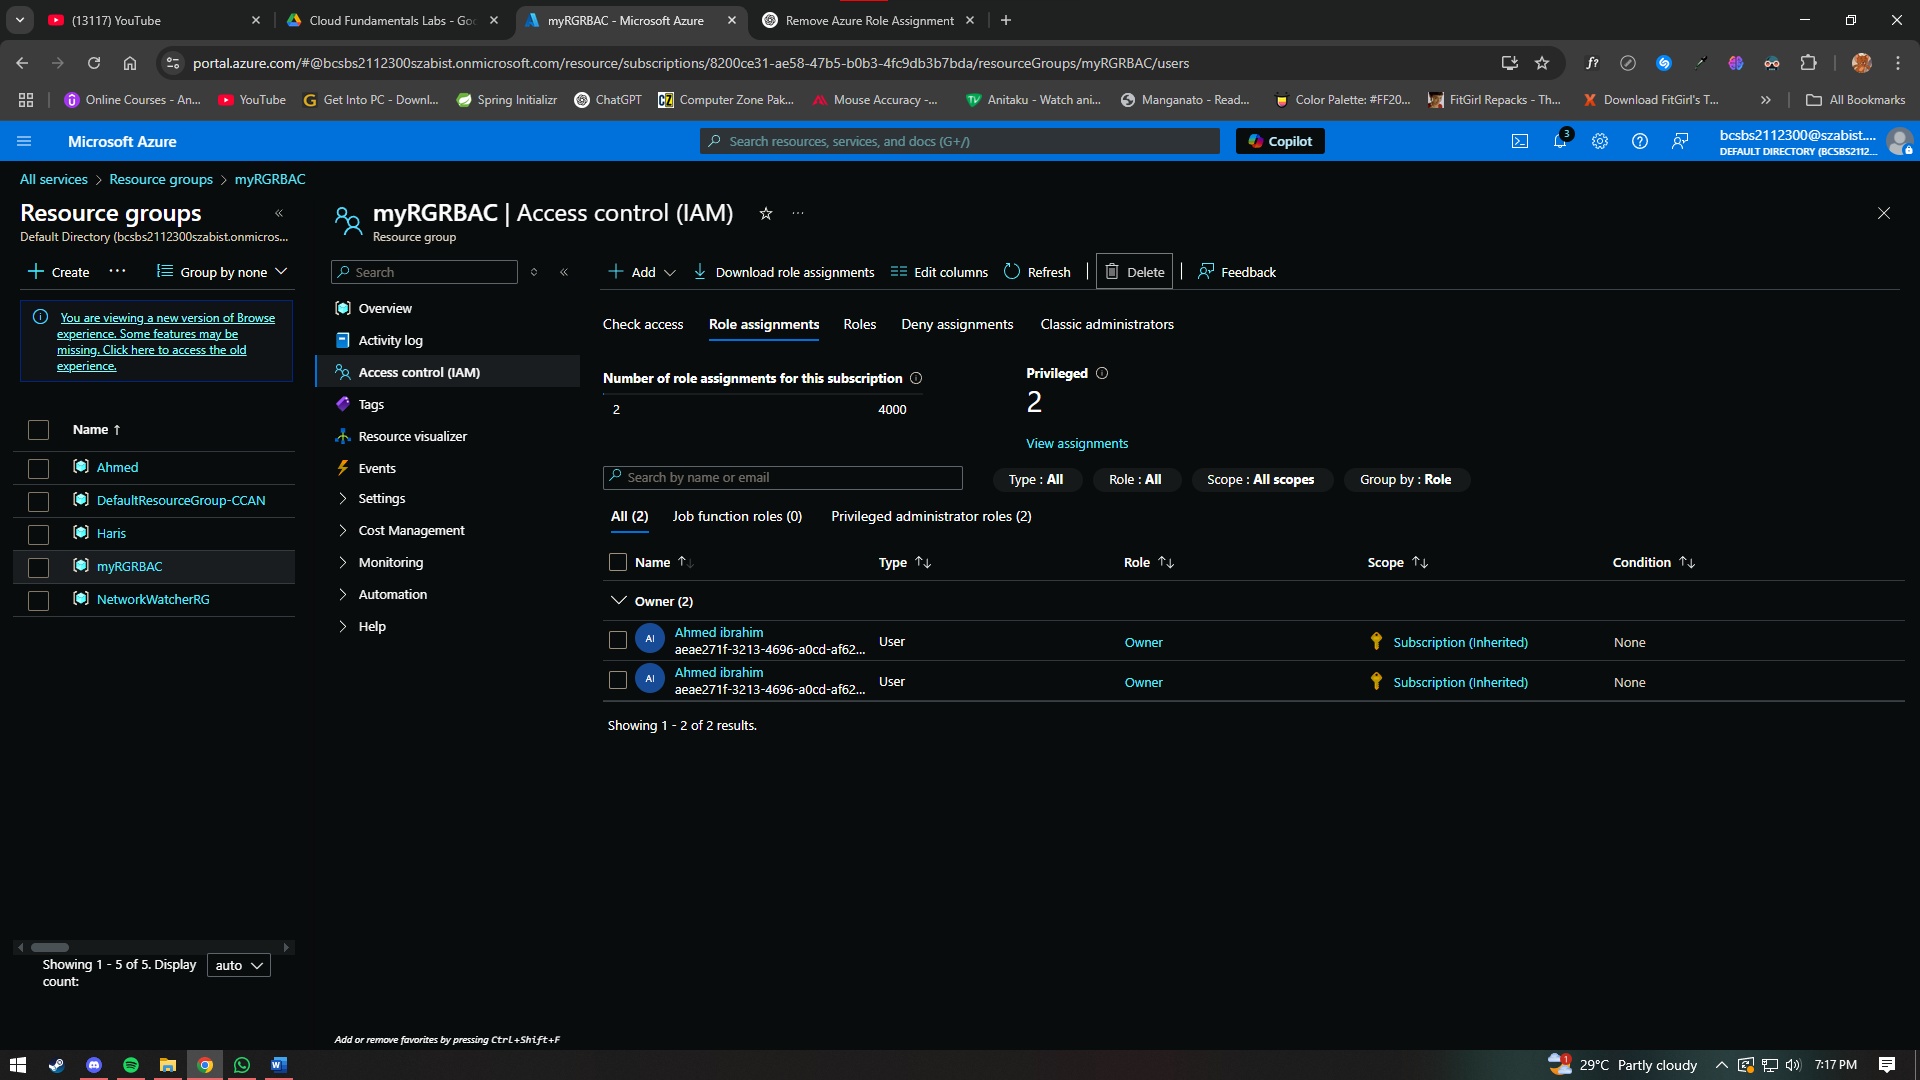 (13117) YouTube
Cloud Fundamentals Labs - Goo
myRGRBAC - Microsoft Azure
Remove Azure Role Assignment
portal.azure.com/#@bcsbs2112300szabist.onmicrosoft.com/resource/subscriptions/8200ce31-ae58-47b5-b0b3-4fc9db3b7bda/resourceGroups/myRGRBAC/users
Online Courses - An...
YouTube
Get Into PC - Downl...
Spring Initializr
ChatGPT
Computer Zone Pak...
Mouse Accuracy -...
Anitaku - Watch ani...
Manganato - Read...
Color Palette: #FF20...
FitGirl Repacks - Th...
Download FitGirl's T...
All Bookmarks
Microsoft Azure
Search resources, services, and docs (G+/)
Copilot
3
bcsbs2112300@szabist....
DEFAULT DIRECTORY (BCSBS2112...
All services > Resource groups > myRGRBAC
Resource groups
Default Directory (bcsbs2112300szabist.onmicros...
Create
Group by none
You are viewing a new version of Browse
experience. Some features may be
missing. Click here to access the old
experience.
Name ↑
Ahmed
DefaultResourceGroup-CCAN
Haris
myRGRBAC
NetworkWatcherRG
Showing 1 - 5 of 5. Display
count:
auto
myRGRBAC | Access control (IAM)
Resource group
Search
Overview
Activity log
Access control (IAM)
Tags
Resource visualizer
Events
Settings
Cost Management
Monitoring
Automation
Help
Add or remove favorites by pressing Ctrl+Shift+F
Add
Download role assignments
Edit columns
Refresh
Delete
Feedback
Check access
Role assignments
Roles
Deny assignments
Classic administrators
Number of role assignments for this subscription
2
4000
Privileged
2
View assignments
Search by name or email
Type : All
Role : All
Scope : All scopes
Group by : Role
All (2)
Job function roles (0)
Privileged administrator roles (2)
Name ↑↓
Type ↑↓
Role ↑↓
Scope ↑↓
Condition ↑↓
Owner (2)
AI
Ahmed ibrahim
aeae271f-3213-4696-a0cd-af62...
User
Owner
Subscription (Inherited)
None
AI
Ahmed ibrahim
aeae271f-3213-4696-a0cd-af62...
User
Owner
Subscription (Inherited)
None
Showing 1 - 2 of 2 results.
1
29°C Partly cloudy
7:17 PM